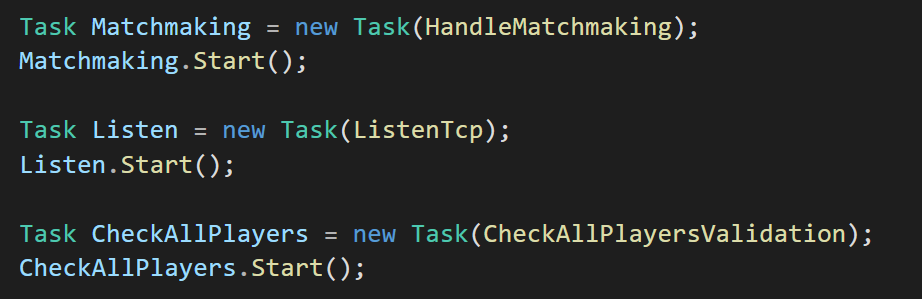 Task Matchmaking = new Task(HandleMatchmaking);
Matchmaking.Start();
Task Listen = new Task(ListenTcp);
Listen.Start();
Task CheckAllPlayers = new Task(CheckAllPlayersValidation);
CheckAllPlayers.Start();